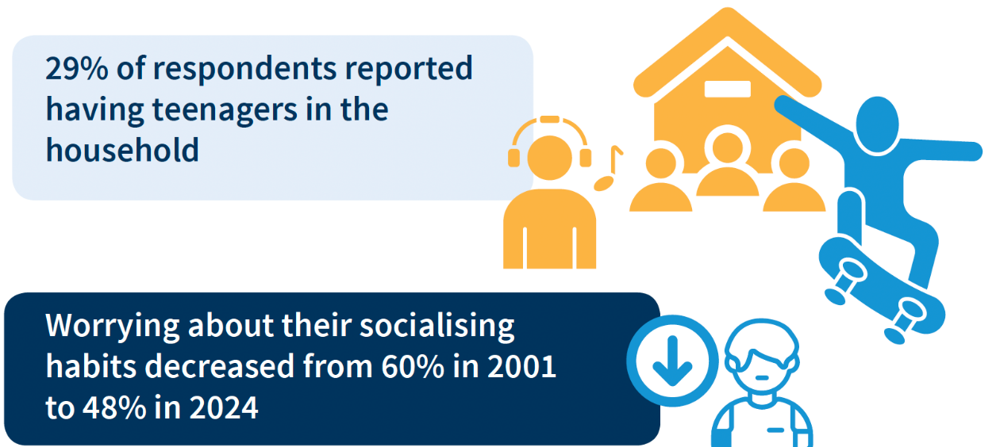 29% of respondents reported
having teenagers in the
household
Worrying about their socialising
habits decreased from 60% in 2001
to 48% in 2024